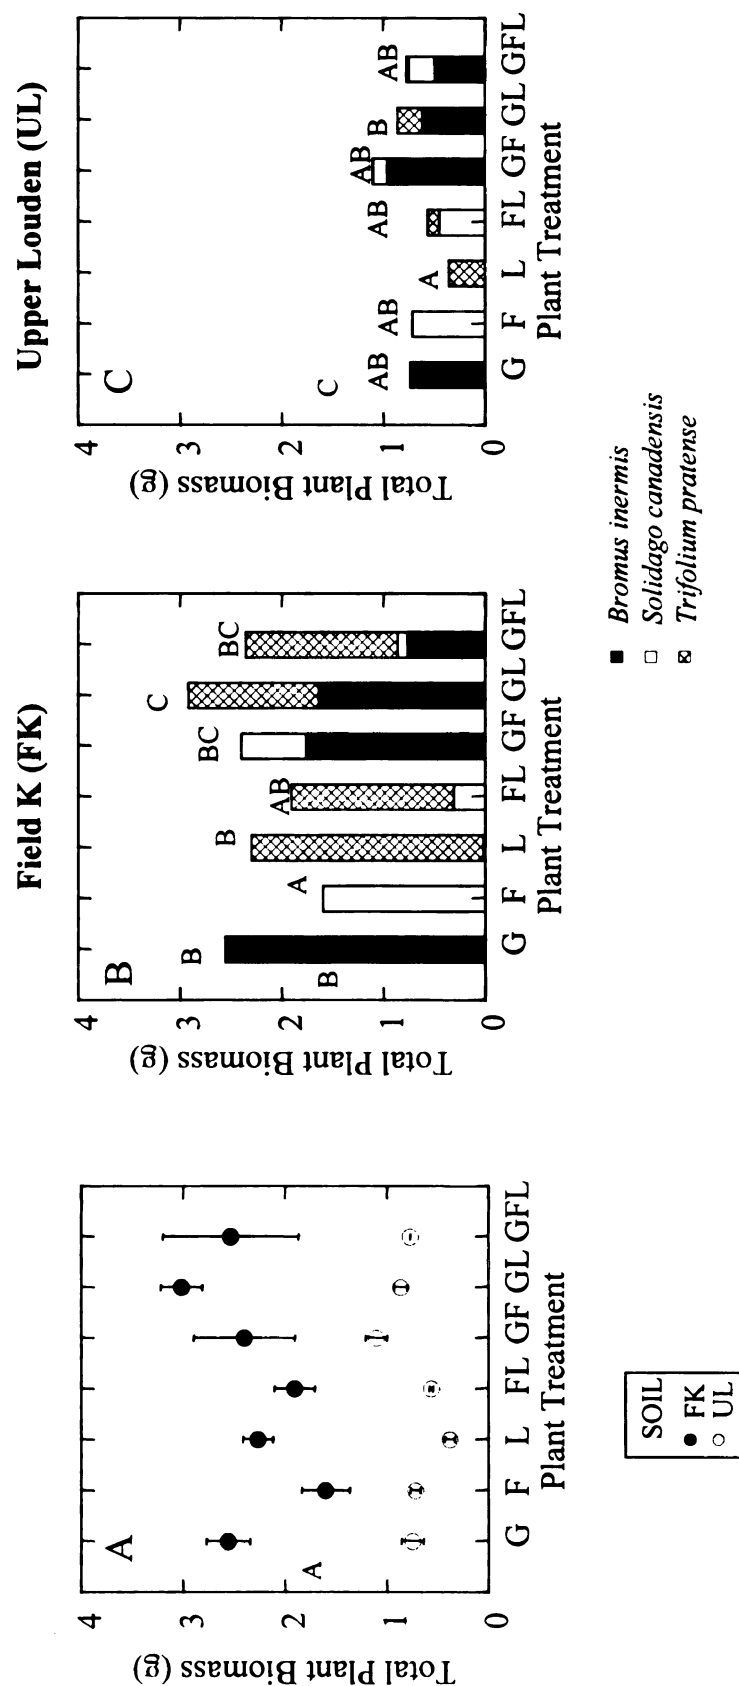 A
A
4
3
2
1
0
Total Plant Biomass (g)
G F L FL GF GL GFL
Plant Treatment
SOIL
FK
UL
Field K (FK)
B
B
B
A
B
AB
BC
C
BC
4
3
2
1
0
Total Plant Biomass (g)
G F L FL GF GL GFL
Plant Treatment
Upper Louden (UL)
C
C
AB
AB
A
AB
AB
B
AB
4
3
2
1
0
Total Plant Biomass (g)
G F L FL GF GL GFL
Plant Treatment
Bromus inermis
Solidago canadensis
Trifolium pratense